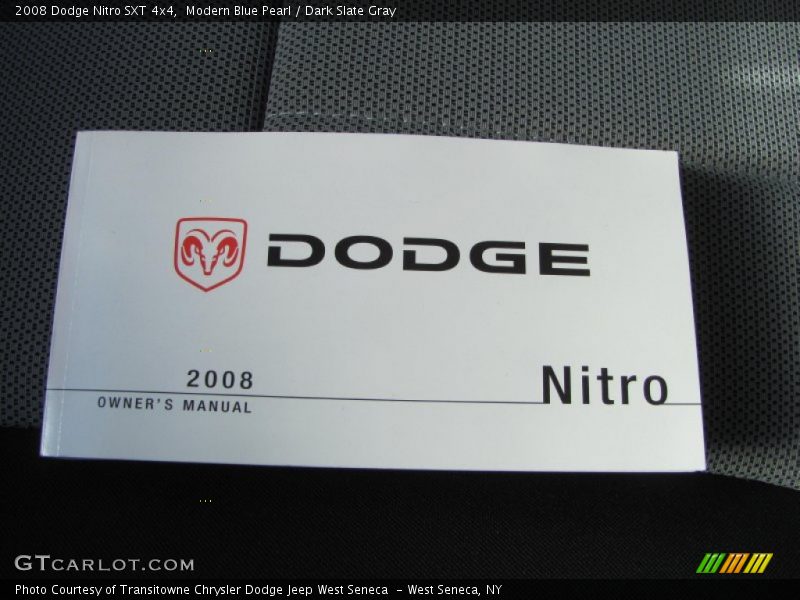 2008 Dodge Nitro SXT 4x4,  Modern Blue Pearl / Dark Slate Gray
DODGE
2008
Nitro
OWNER'S MANUAL
GTCARLOT.COM
Photo Courtesy of Transitowne Chrysler Dodge Jeep West Seneca  - West Seneca, NY